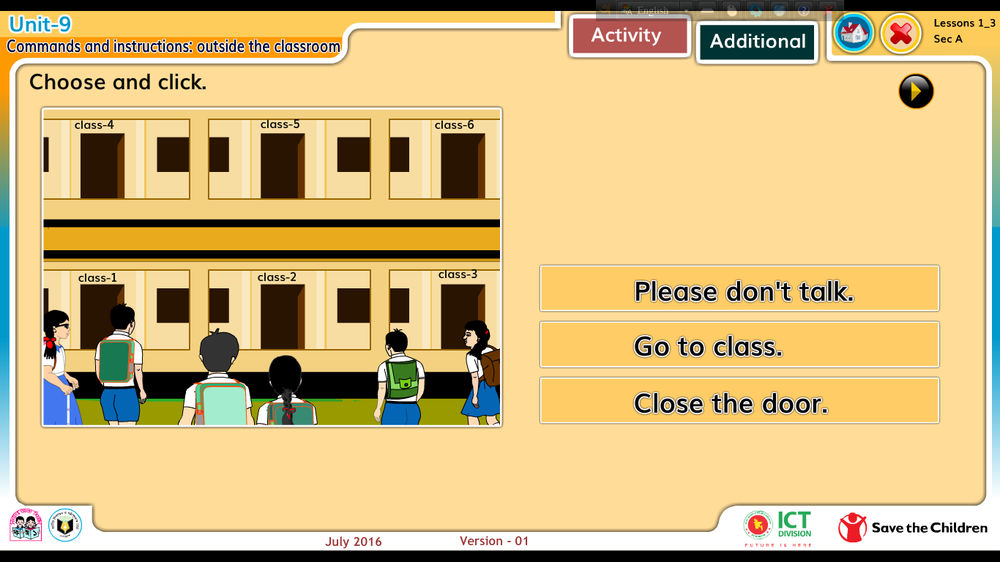 English
Unit-9
Commands and instructions: outside the classroom
Activity
Additional
Lessons 1_3
Sec A
Choose and click.
class-4
class-5
class-6
class-1
class-2
class-3
Please don't talk.
Go to class.
Close the door.
ICT
DIVISION
FUTURE IS HERE
Save the Children
July 2016
Version - 01